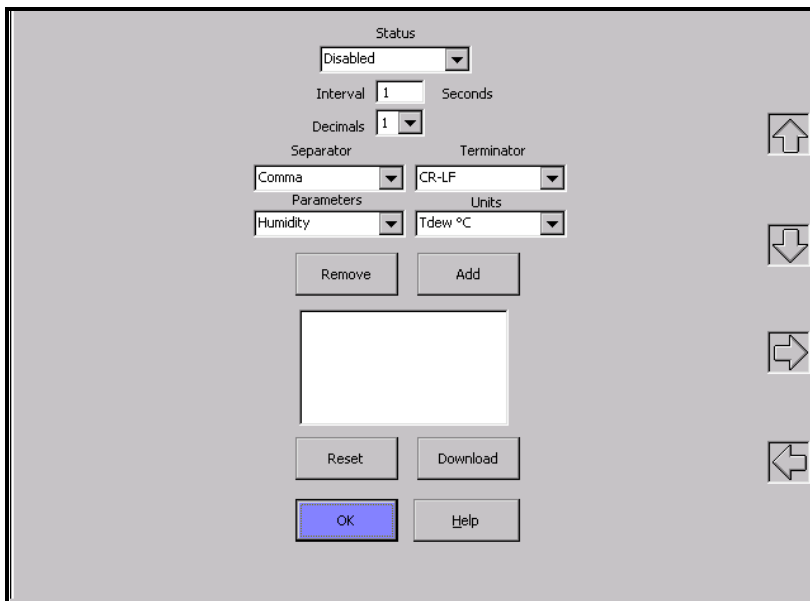 Status
Disabled
Interval 1 Seconds
Decimals 1
Separator Terminator
Comma CR-LF
Parameters Units
Humidity Tdew °C
Remove Add
Reset Download
OK Help